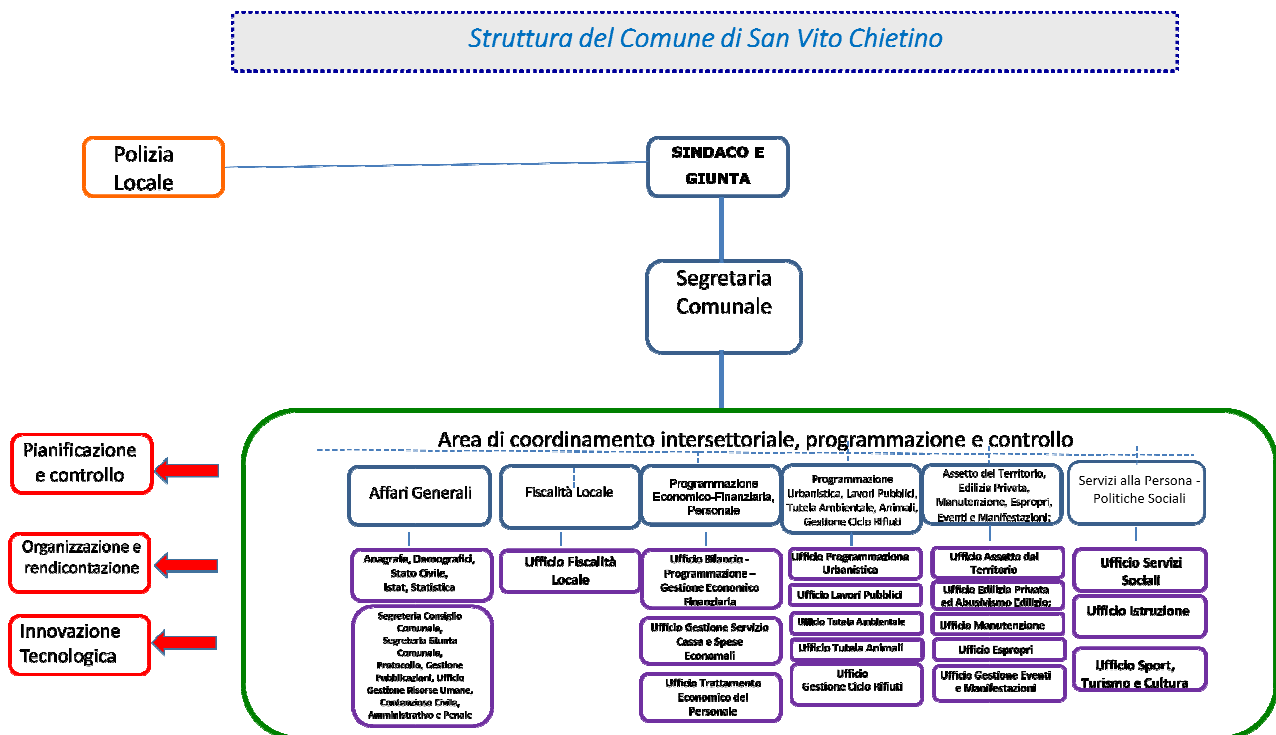 Struttura del Comune di San Vito Chietino
Polizia
Locale
SINDACO E
GIUNTA
Segretaria
Comunale
Pianificazione
e controllo
Organizzazione e
rendicontazione
Innovazione
Tecnologica
Area di coordinamento intersettoriale, programmazione e controllo
Affari Generali
Fiscalità Locale
Programmazione
Economico-Finanziaria,
Personale
Programmazione
Urbanistica, Lavori Pubblici,
Tutela Ambientale, Animali,
Gestione Ciclo Rifiuti
Assetto del Territorio,
Edilizia Privata,
Manutenzione, Espropri,
Eventi e Manifestazioni;
Servizi alla Persona -
Politiche Sociali
Anagrafe, Demografici,
Stato Civile,
Istat, Statistica
Segreteria Consiglio
Comunale,
Segreteria Giunta
Comunale,
Protocollo, Gestione
Pubblicazioni, Ufficio
Gestione Risorse Umane,
Contenzioso Civile,
Amministrativo e Penale
Ufficio Fiscalità
Locale
Ufficio Bilancio -
Programmazione –
Gestione Economico
Finanziaria
Ufficio Gestione Servizio
Cassa e Spese
Economali
Ufficio Trattamento
Economico del
Personale
Ufficio Programmazione
Urbanistica
Ufficio Lavori Pubblici
Ufficio Tutela Ambientale
Ufficio Tutela Animali
Ufficio
Gestione Ciclo Rifiuti
Ufficio Assetto del
Territorio
Ufficio Edilizia Privata
ed Abusivismo Edilizio;
Ufficio Manutenzione
Ufficio Espropri
Ufficio Gestione Eventi
e Manifestazioni
Ufficio Servizi
Sociali
Ufficio Istruzione
Ufficio Sport,
Turismo e Cultura